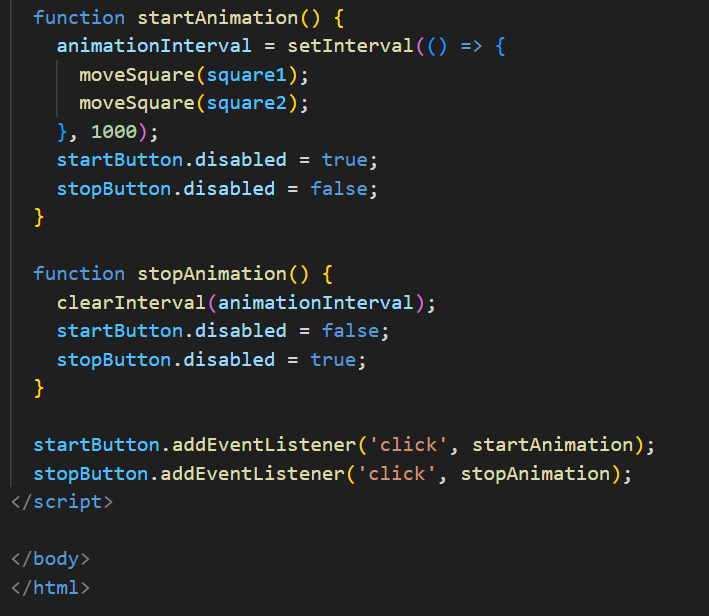 function startAnimation() {
  animationInterval = setInterval(() => {
    moveSquare(square1);
    moveSquare(square2);
  }, 1000);
  startButton.disabled = true;
  stopButton.disabled = false;
}

function stopAnimation() {
  clearInterval(animationInterval);
  startButton.disabled = false;
  stopButton.disabled = true;
}

startButton.addEventListener('click', startAnimation);
stopButton.addEventListener('click', stopAnimation);
</script>

</body>
</html>